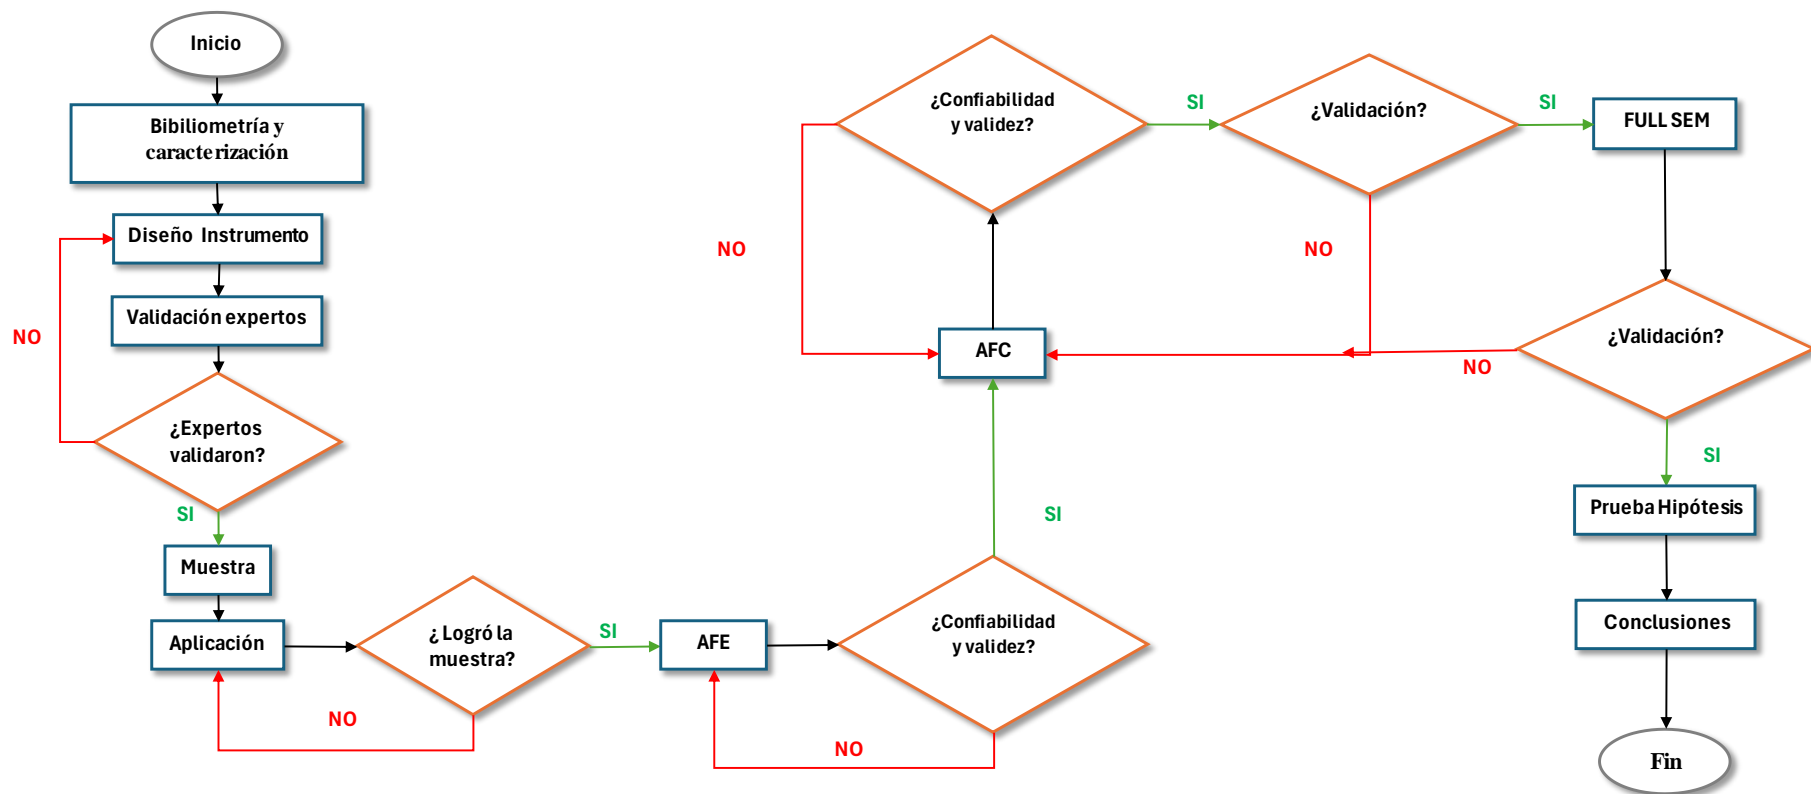 Inicio
Bibiliometría y
caracterización
Diseño Instrumento
NO
Validación expertos
¿Expertos
validaron?
SI
Muestra
Aplicación
¿Logró la
muestra?
NO
SI
AFE
¿Confiabilidad
y validez?
NO
SI
AFC
¿Confiabilidad
y validez?
NO
SI
¿Validación?
NO
SI
FULL SEM
¿Validación?
NO
SI
Prueba Hipótesis
Conclusiones
Fin